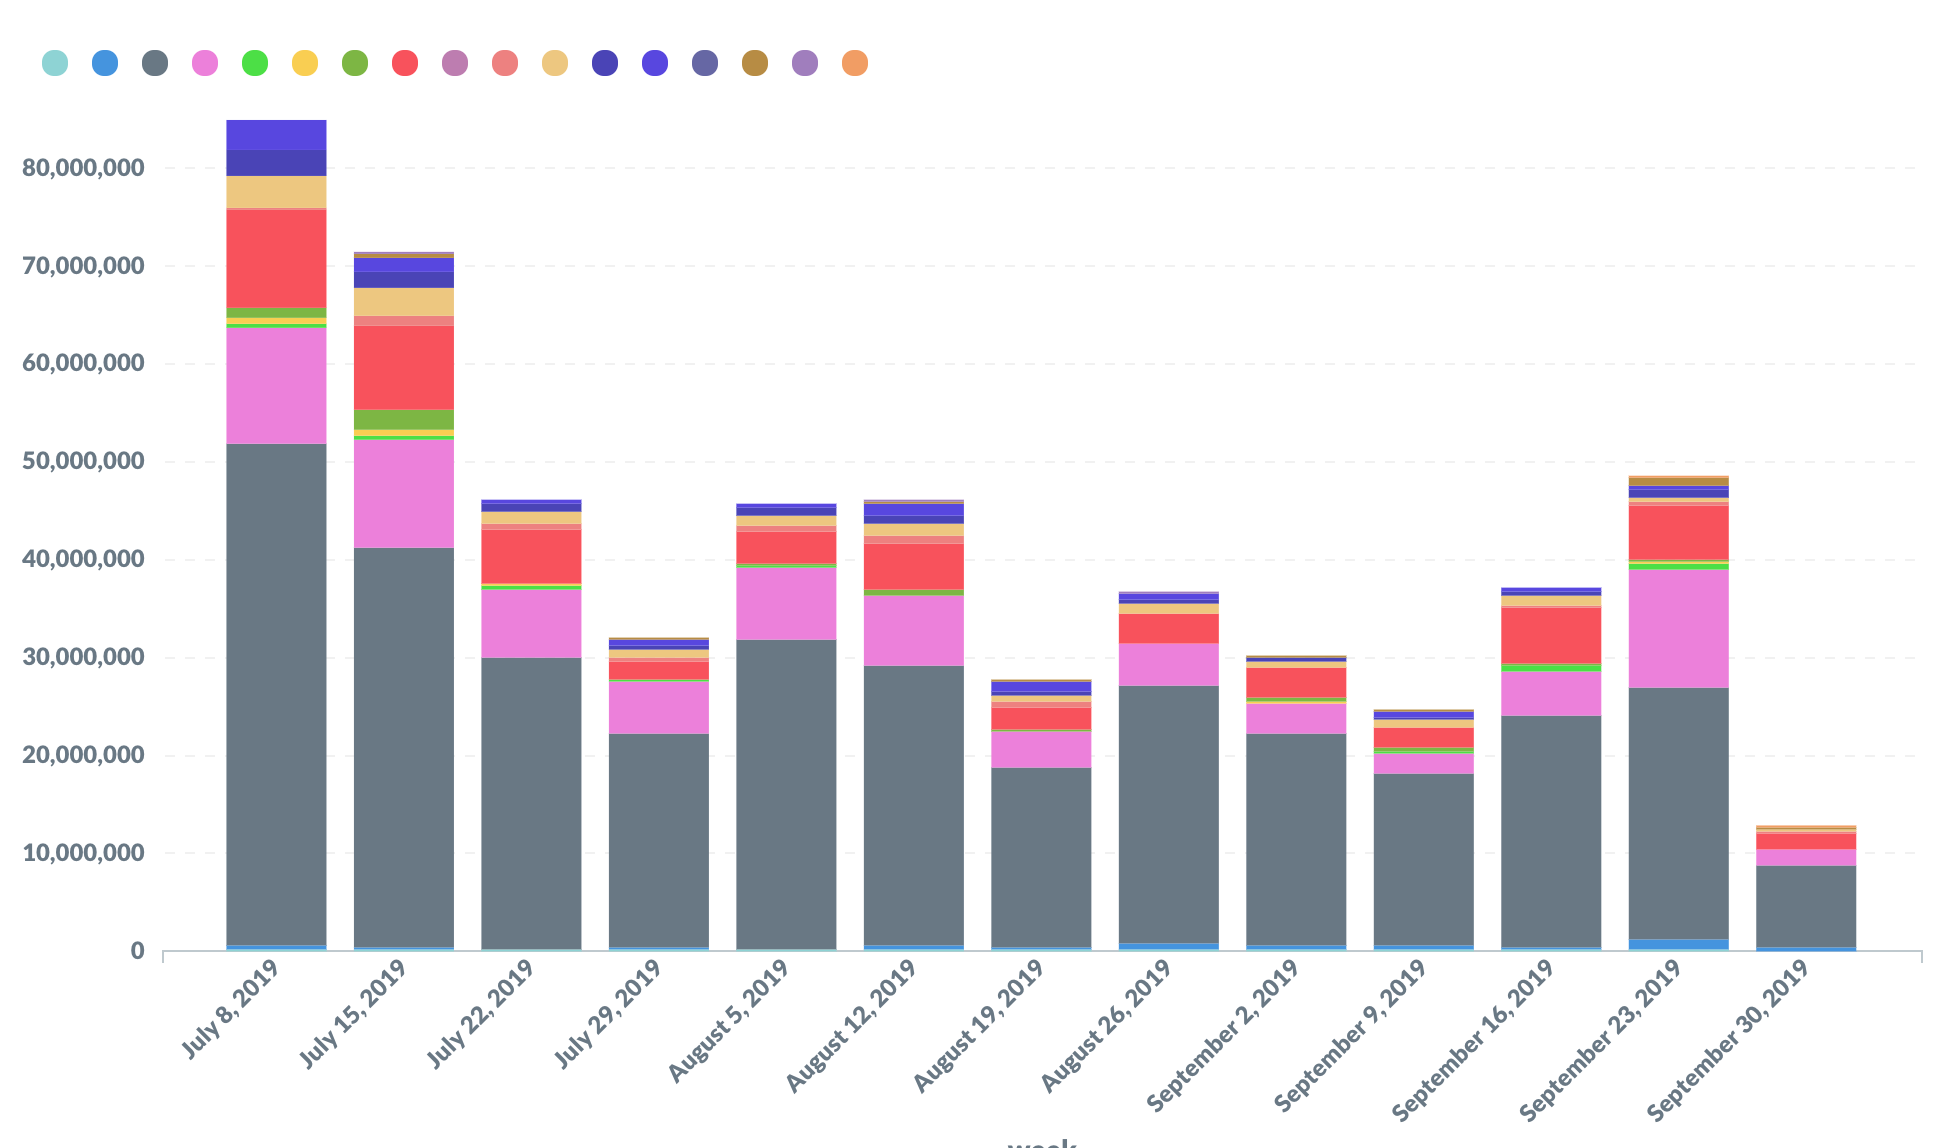 80,000,000
70,000,000
60,000,000
50,000,000
40,000,000
30,000,000
20,000,000
10,000,000
0
July 8, 2019
July 15, 2019
July 22, 2019
July 29, 2019
August 5, 2019
August 12, 2019
August 19, 2019
August 26, 2019
September 2, 2019
September 9, 2019
September 16, 2019
September 23, 2019
September 30, 2019
week